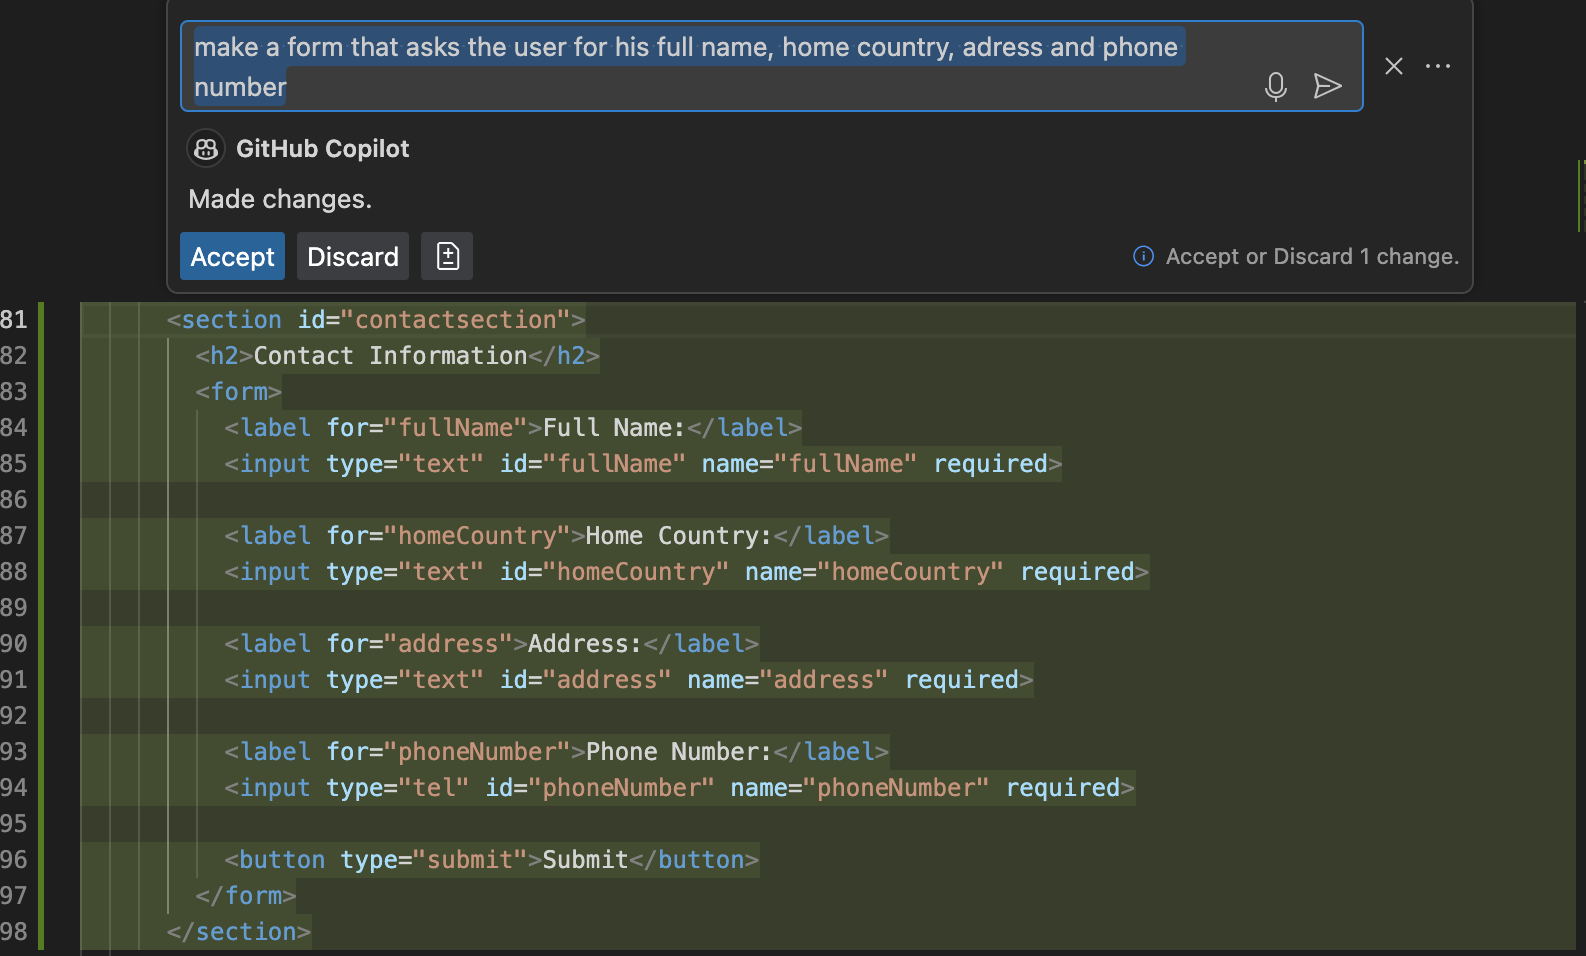 make a form that asks the user for his full name, home country, adress and phone
number
GitHub Copilot
Made changes.
Accept Discard Accept or Discard 1 change.
81 <section id="contactsection">
82 <h2>Contact Information</h2>
83 <form>
84 <label for="fullName">Full Name:</label>
85 <input type="text" id="fullName" name="fullName" required>
86
87 <label for="homeCountry">Home Country:</label>
88 <input type="text" id="homeCountry" name="homeCountry" required>
89
90 <label for="address">Address:</label>
91 <input type="text" id="address" name="address" required>
92
93 <label for="phoneNumber">Phone Number:</label>
94 <input type="tel" id="phoneNumber" name="phoneNumber" required>
95
96 <button type="submit">Submit</button>
97 </form>
98 </section>